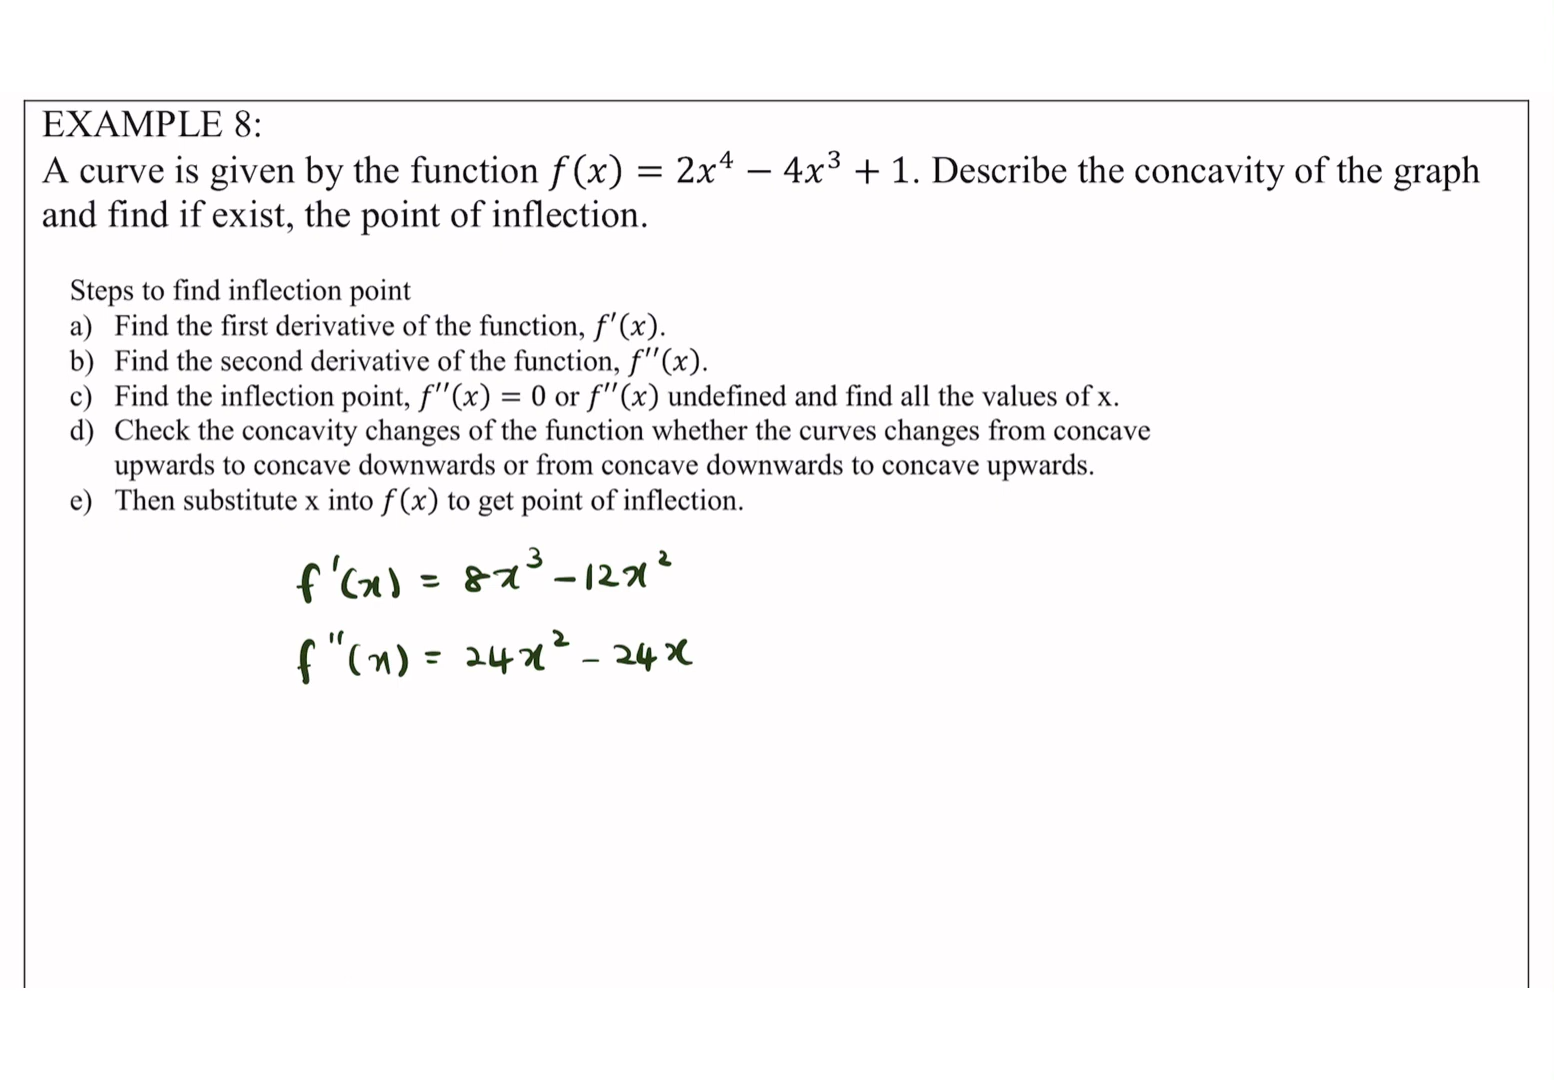 EXAMPLE 8:
A curve is given by the function f(x) = 2x⁴ − 4x³ + 1. Describe the concavity of the graph
and find if exist, the point of inflection.
Steps to find inflection point
a) Find the first derivative of the function, f′(x).
b) Find the second derivative of the function, f′′(x).
c) Find the inflection point, f′′(x) = 0 or f′′(x) undefined and find all the values of x.
d) Check the concavity changes of the function whether the curves changes from concave
upwards to concave downwards or from concave downwards to concave upwards.
e) Then substitute x into f(x) to get point of inflection.
f'(x) = 8x³ − 12x²
f"(x) = 24x² − 24x